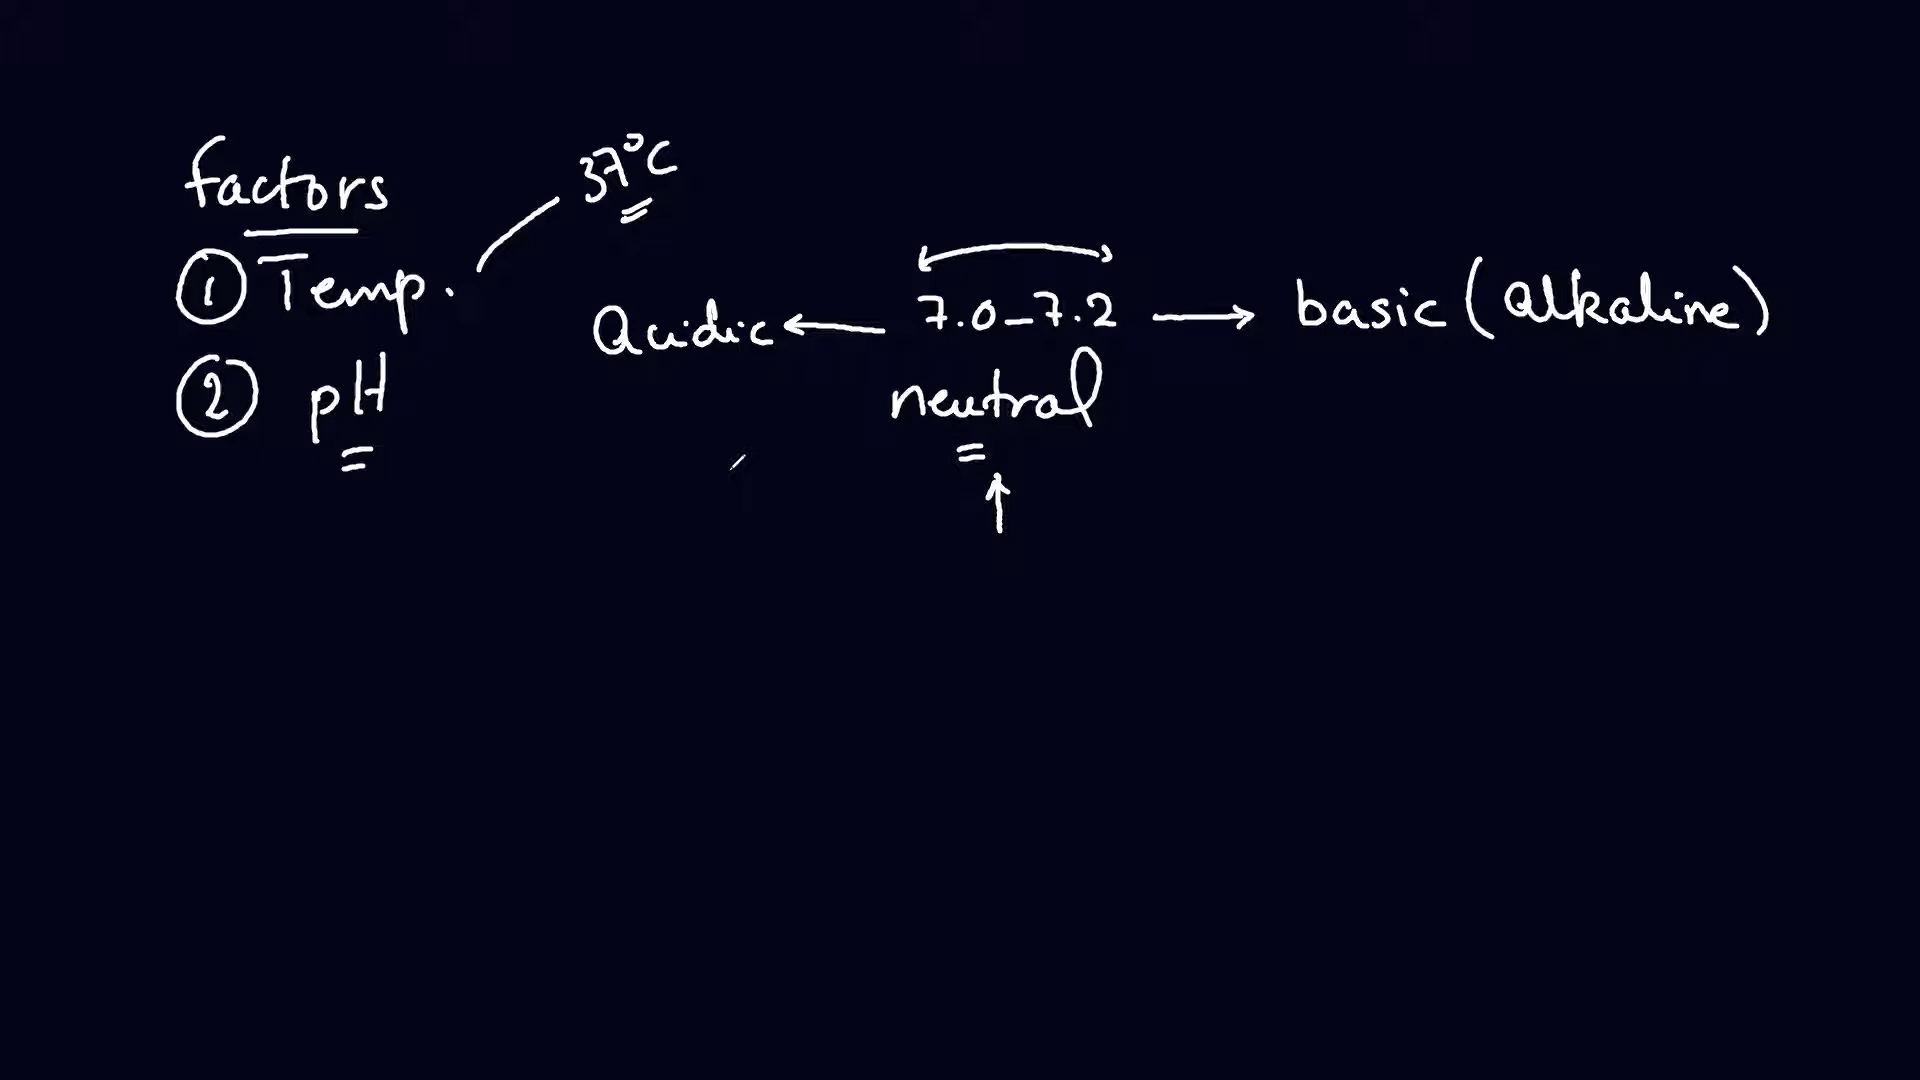 factors
① Temp. 37°C
② pH
Acidic ← 7.0-7.2 → basic (alkaline)
neutral